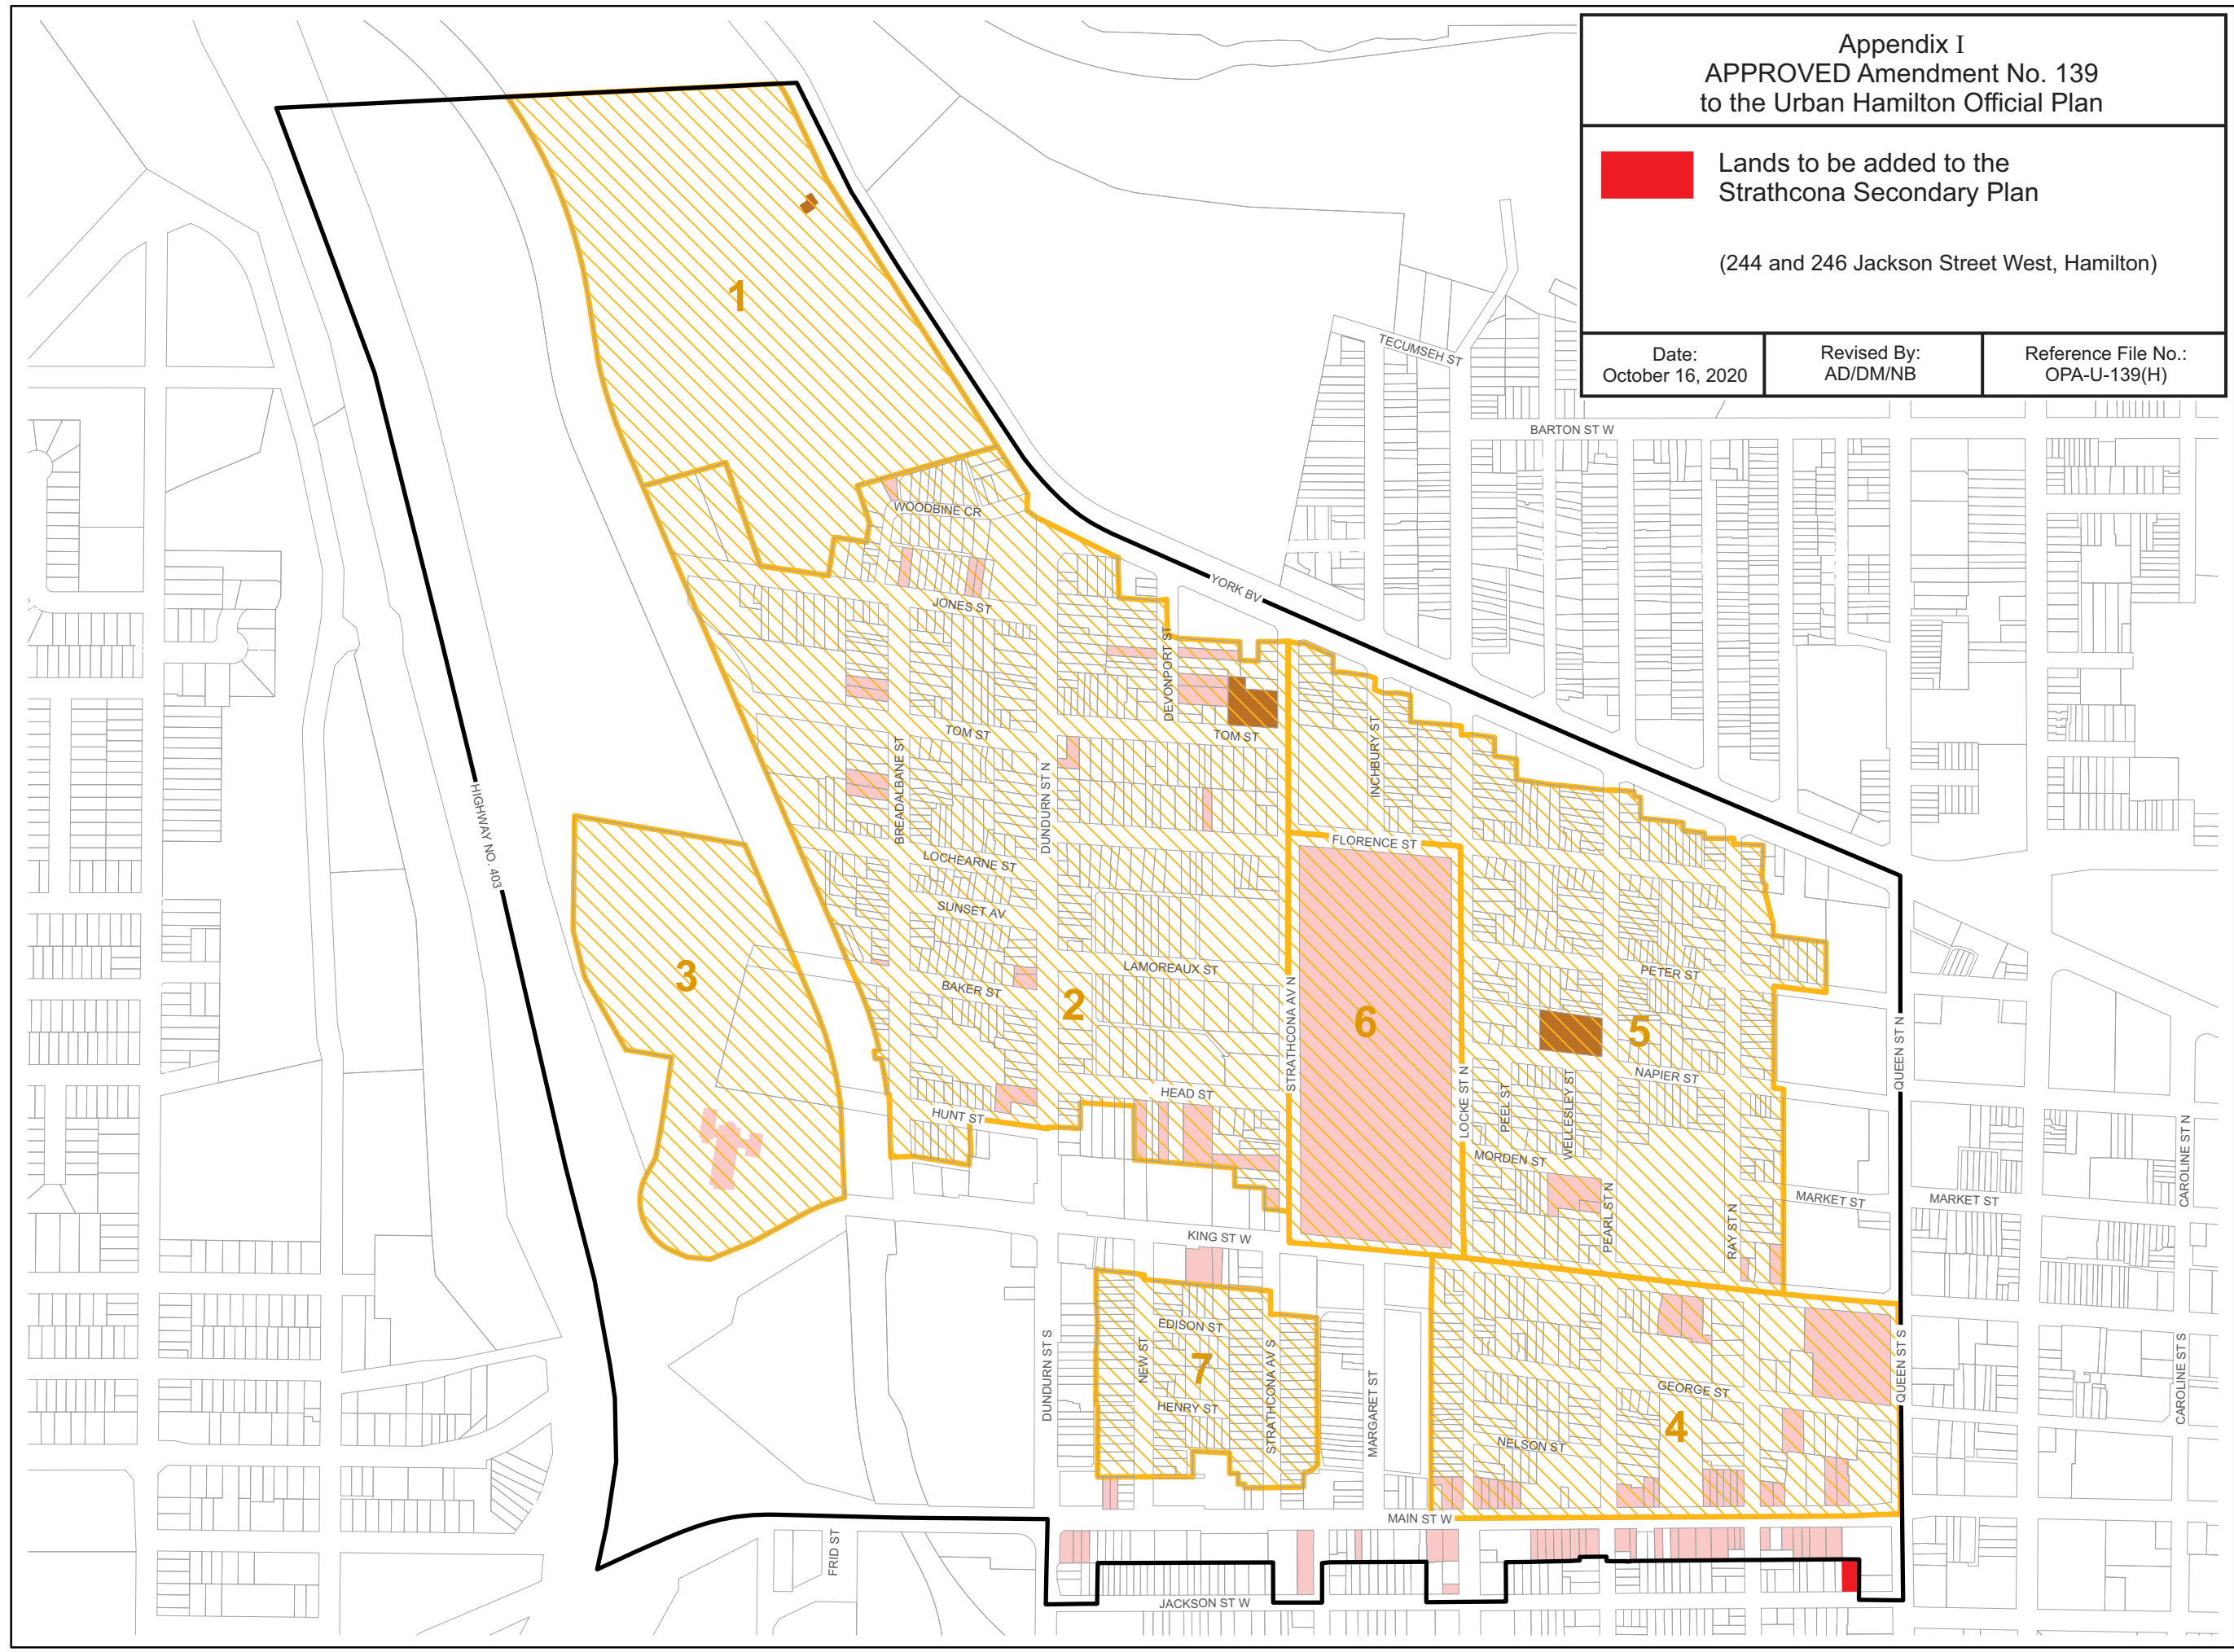 Appendix I
APPROVED Amendment No. 139
to the Urban Hamilton Official Plan
Lands to be added to the
Strathcona Secondary Plan
(244 and 246 Jackson Street West, Hamilton)
Date:
October 16, 2020
Revised By:
AD/DM/NB
Reference File No.:
OPA-U-139(H)
1
TECUMSEH ST
BARTON ST W
WOODBINE CR
YORK BV
JONES ST
DEVONPORT ST
TOM ST
TOM ST
INCHBURY ST
BREADALBANE ST
DUNDURN ST N
HIGHWAY NO. 403
FLORENCE ST
LOCHEARNE ST
SUNSET AV
LAMOREAUX ST
PETER ST
3
BAKER ST
2
STRATHCONA AV N
6
5
QUEEN ST N
NAPIER ST
HEAD ST
HUNT ST
LOCKE ST N
PEEL ST
WELLESLEY ST
CAROLINE ST N
MORDEN ST
MARKET ST
MARKET ST
PEARL ST N
RAY ST N
KING ST W
EDISON ST
DUNDURN ST S
NEW ST
7
STRATHCONA AV S
HENRY ST
MARGARET ST
GEORGE ST
QUEEN ST S
CAROLINE ST S
4
NELSON ST
MAIN ST W
FRID ST
JACKSON ST W